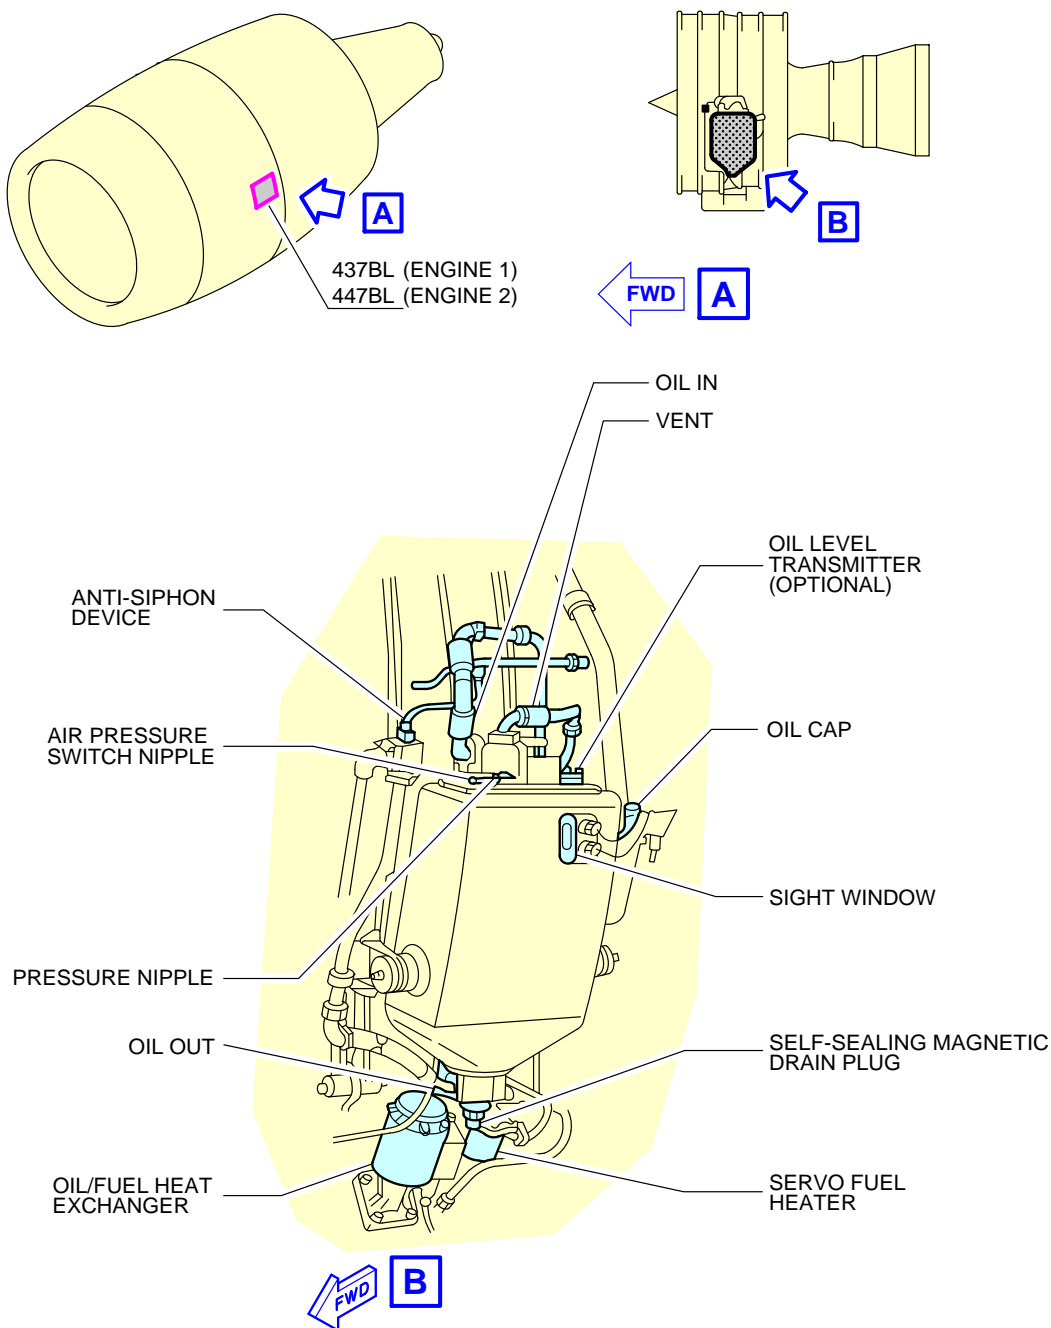 A
B
437BL (ENGINE 1)
447BL (ENGINE 2)
FWD
A
OIL IN
VENT
OIL LEVEL
TRANSMITTER
(OPTIONAL)
ANTI-SIPHON
DEVICE
AIR PRESSURE
SWITCH NIPPLE
OIL CAP
SIGHT WINDOW
PRESSURE NIPPLE
OIL OUT
SELF-SEALING MAGNETIC
DRAIN PLUG
OIL/FUEL HEAT
EXCHANGER
SERVO FUEL
HEATER
FWD
B